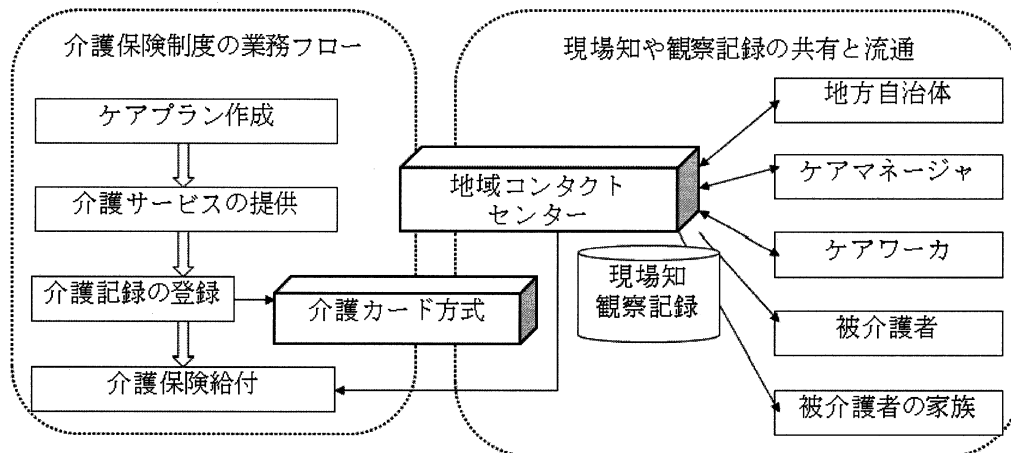 介護保険制度の業務フロー
ケアプラン作成
介護サービスの提供
介護記録の登録
介護保険給付
介護カード方式
現場知や観察記録の共有と流通
地域コンタクト
センター
現場知
観察記録
地方自治体
ケアマネージャ
ケアワーカ
被介護者
被介護者の家族